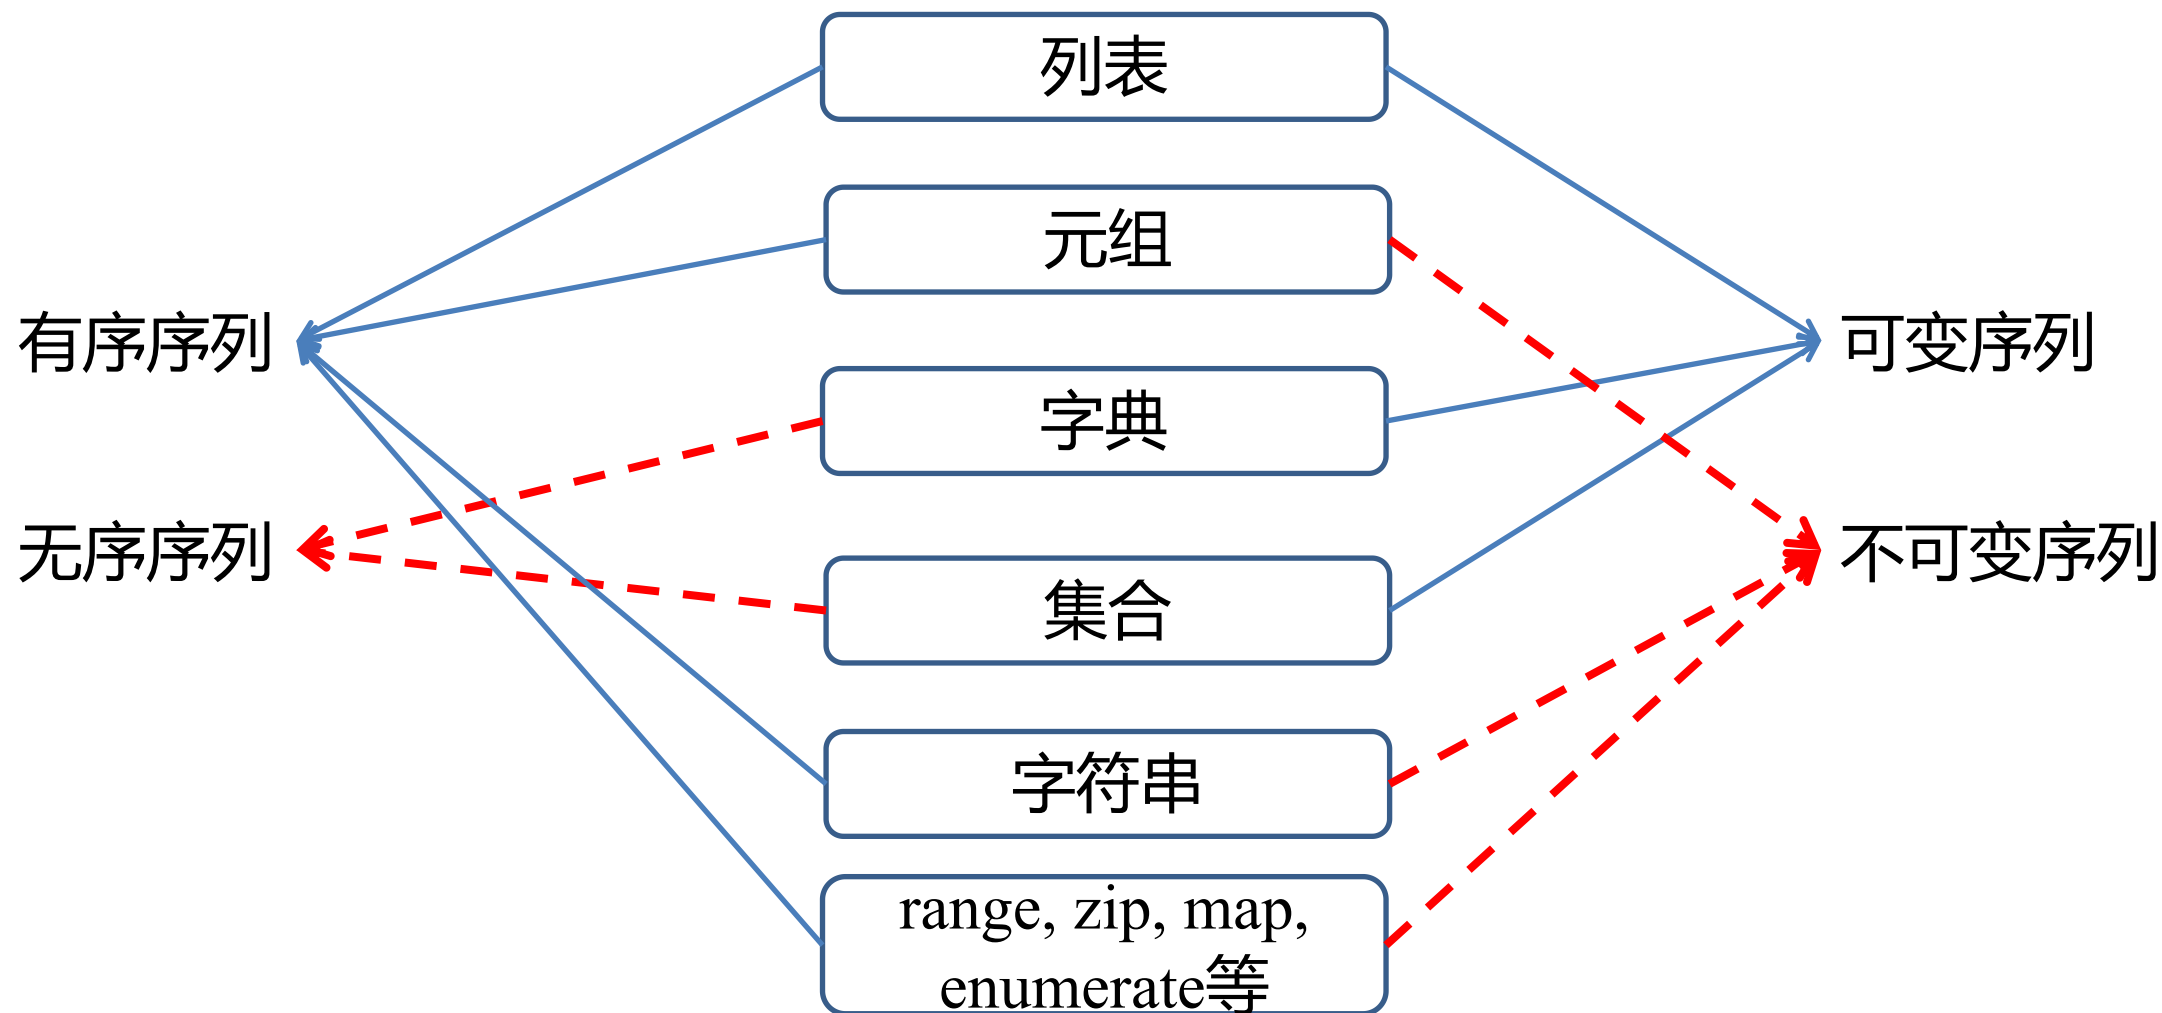 列表
元组
有序序列
可变序列
字典
无序序列
不可变序列
集合
字符串
range, zip, map,
enumerate等